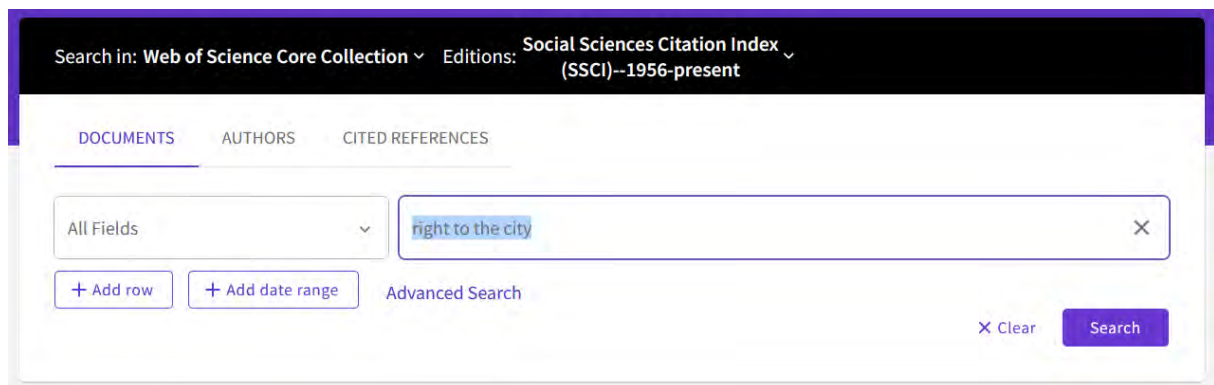 Search in: Web of Science Core Collection Editions: Social Sciences Citation Index
(SSCI)--1956-present
DOCUMENTS AUTHORS CITED REFERENCES
All Fields right to the city
+ Add row + Add date range Advanced Search
× Clear Search